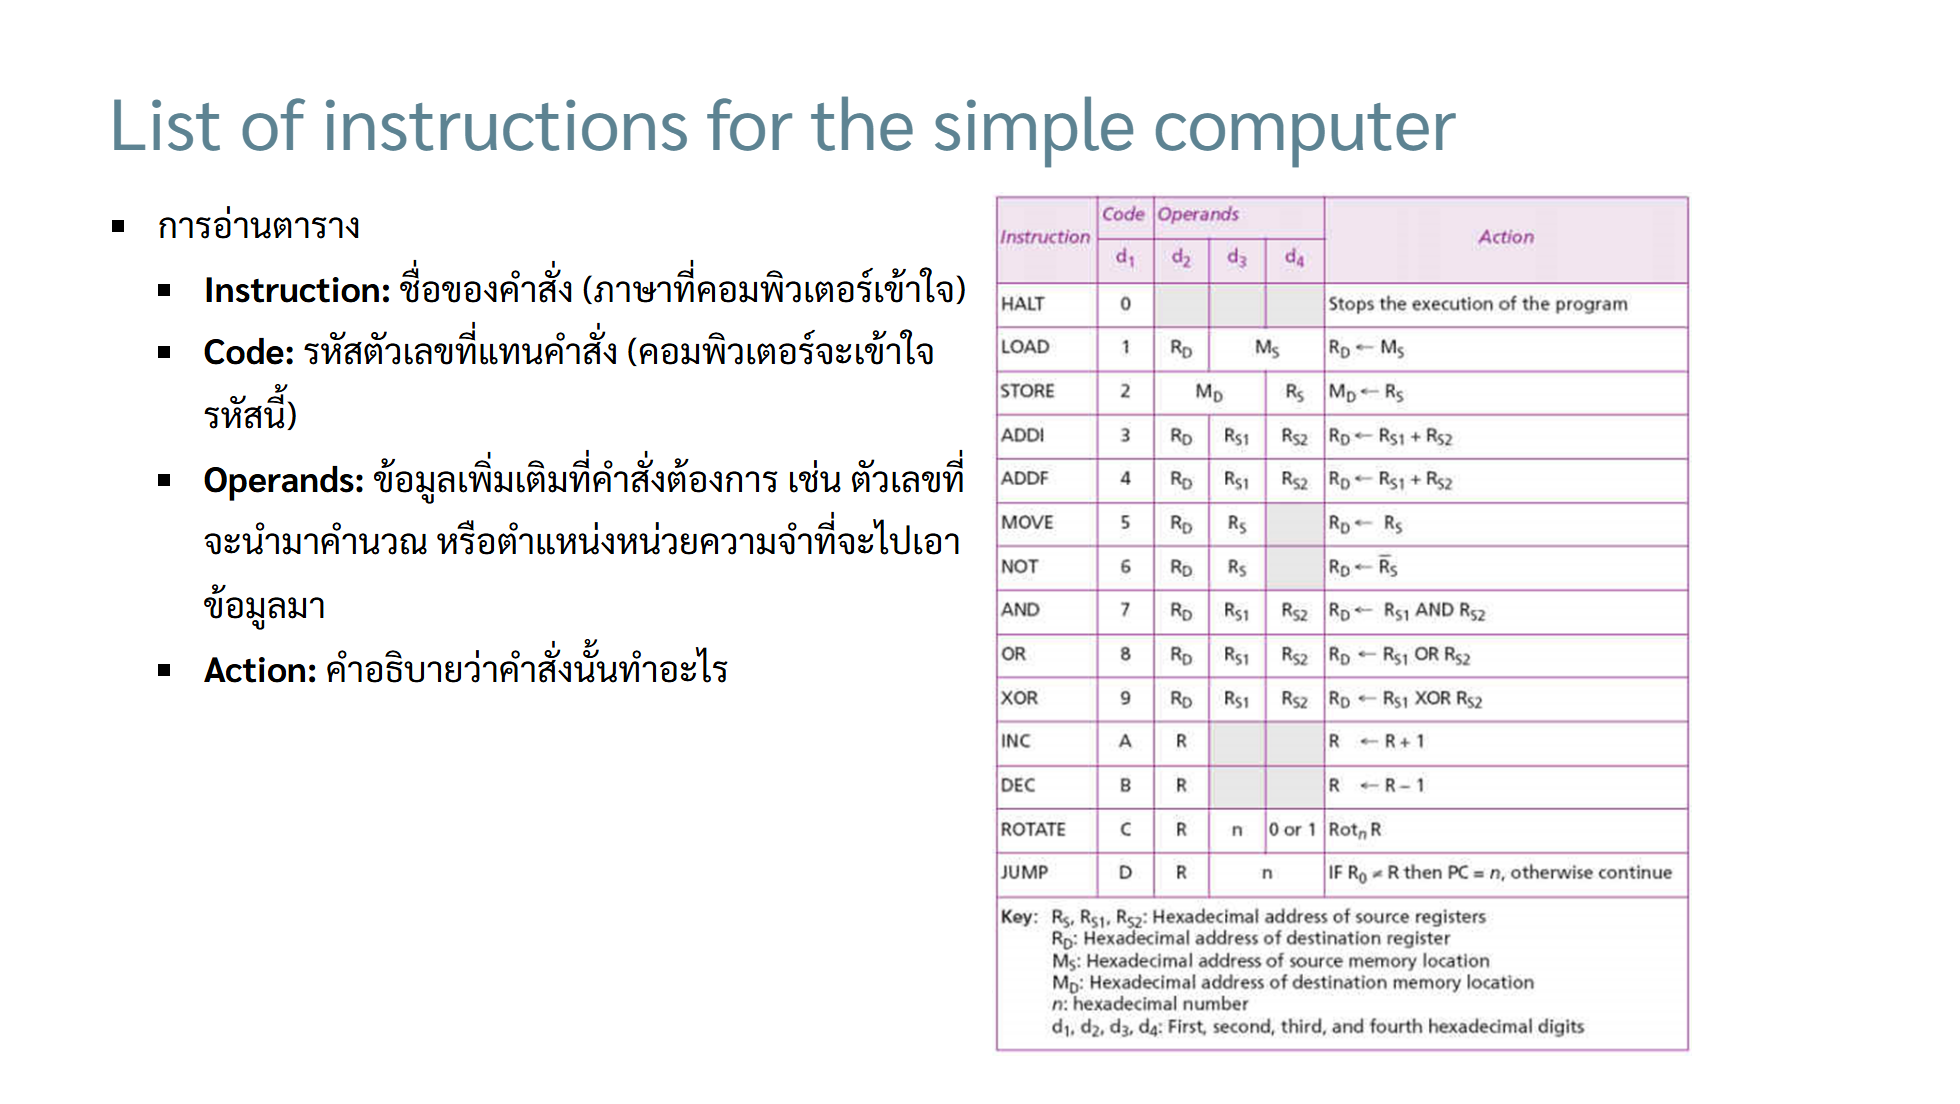 List of instructions for the simple computer
▪ การอ่านตาราง
▪ Instruction: ชื่อของคำสั่ง (ภาษาที่คอมพิวเตอร์เข้าใจ)
▪ Code: รหัสตัวเลขที่แทนคำสั่ง (คอมพิวเตอร์จะเข้าใจ
รหัสนี้)
▪ Operands: ข้อมูลเพิ่มเติมที่คำสั่งต้องการ เช่น ตัวเลขที่
จะนำมาคำนวณ หรือตำแหน่งหน่วยความจำที่จะไปเอา
ข้อมูลมา
▪ Action: คำอธิบายว่าคำสั่งนั้นทำอะไร
Instruction Code Operands Action
d1 d2 d3 d4
HALT 0 Stops the execution of the program
LOAD 1 RD MS RD ← MS
STORE 2 MD RS MD ← RS
ADDI 3 RD RS1 RS2 RD ← RS1 + RS2
ADDF 4 RD RS1 RS2 RD ← RS1 + RS2
MOVE 5 RD RS RD ← RS
NOT 6 RD RS RD ← R̅S
AND 7 RD RS1 RS2 RD ← RS1 AND RS2
OR 8 RD RS1 RS2 RD ← RS1 OR RS2
XOR 9 RD RS1 RS2 RD ← RS1 XOR RS2
INC A R R ← R + 1
DEC B R R ← R – 1
ROTATE C R n 0 or 1 Rotn R
JUMP D R n IF R0 ≠ R then PC = n, otherwise continue
Key: RS, RS1, RS2: Hexadecimal address of source registers
RD: Hexadecimal address of destination register
MS: Hexadecimal address of source memory location
MD: Hexadecimal address of destination memory location
n: hexadecimal number
d1, d2, d3, d4: First, second, third, and fourth hexadecimal digits